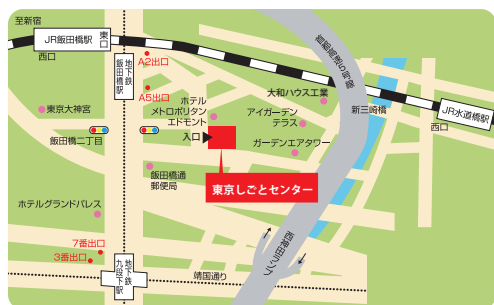 至新宿
JR飯田橋駅
東口
西口
地下鉄
飯田橋駅
A2出口
A5出口
東京大神宮
飯田橋二丁目
ホテル
メトロポリタン
エドモント
入口
大和ハウス工業
アイガーデン
テラス
ガーデンエアタワー
首都高速5号線
新三崎橋
JR水道橋駅
西口
飯田橋通
郵便局
東京しごとセンター
ホテルグランドパレス
7番出口
3番出口
地下鉄
九段下駅
西神田ランプ
靖国通り